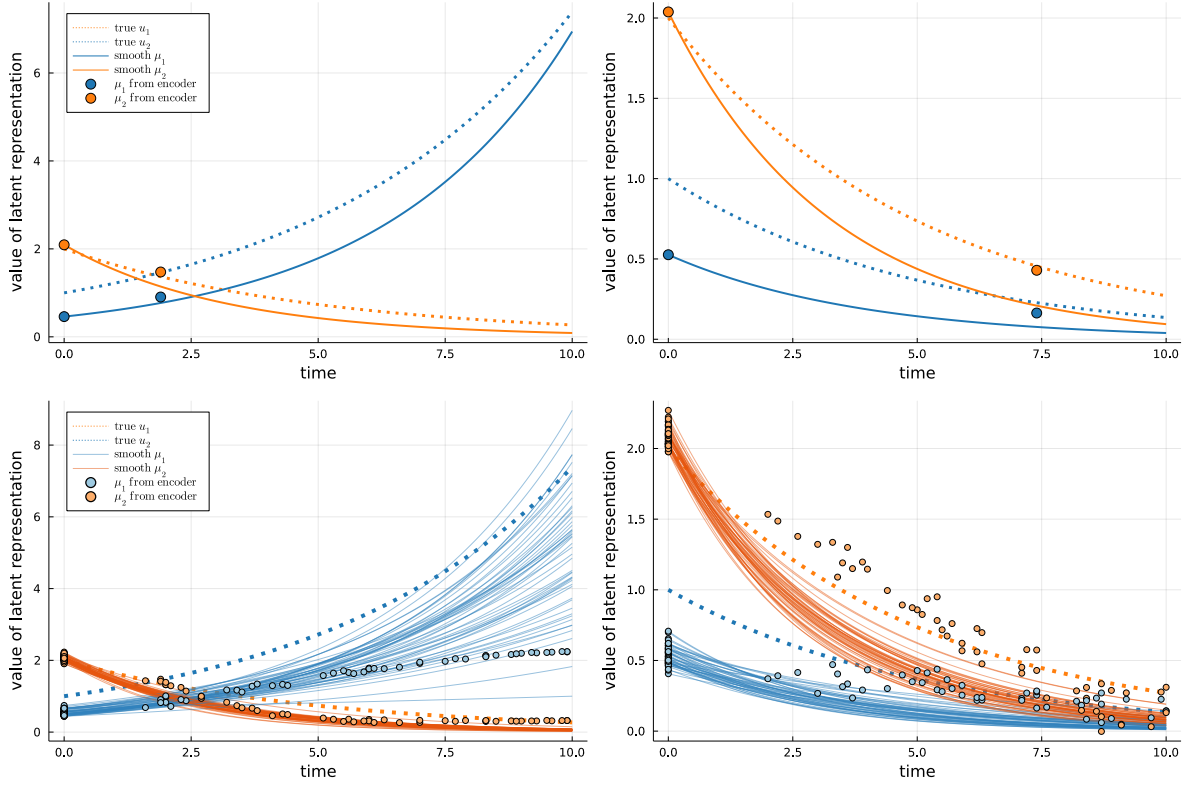 true u₁
true u₂
smooth μ₁
smooth μ₂
μ₁ from encoder
μ₂ from encoder
value of latent representation
6
4
2
0
0.0
2.5
5.0
7.5
10.0
time
value of latent representation
2.0
1.5
1.0
0.5
0.0
0.0
2.5
5.0
7.5
10.0
time
true u₁
true u₂
smooth μ₁
smooth μ₂
μ₁ from encoder
μ₂ from encoder
value of latent representation
8
6
4
2
0
0.0
2.5
5.0
7.5
10.0
time
value of latent representation
2.0
1.5
1.0
0.5
0.0
0.0
2.5
5.0
7.5
10.0
time